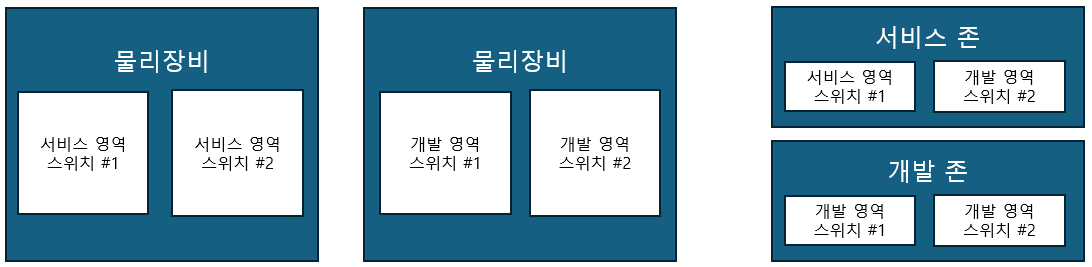 물리장비
서비스 영역
스위치 #1
서비스 영역
스위치 #2
물리장비
개발 영역
스위치 #1
개발 영역
스위치 #2
서비스 존
서비스 영역
스위치 #1
개발 영역
스위치 #2
개발 존
개발 영역
스위치 #1
개발 영역
스위치 #2